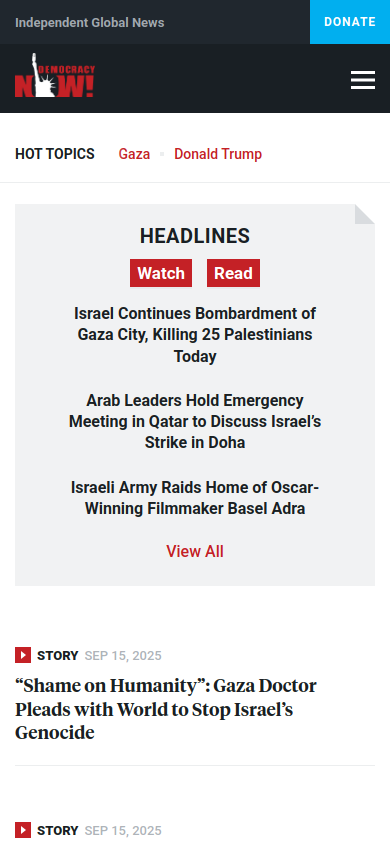 Independent Global News
DONATE
DEMOCRACY
NOW!
HOT TOPICS
Gaza
Donald Trump
HEADLINES
Watch
Read
Israel Continues Bombardment of
Gaza City, Killing 25 Palestinians
Today
Arab Leaders Hold Emergency
Meeting in Qatar to Discuss Israel’s
Strike in Doha
Israeli Army Raids Home of Oscar-
Winning Filmmaker Basel Adra
View All
STORY SEP 15, 2025
“Shame on Humanity”: Gaza Doctor
Pleads with World to Stop Israel’s
Genocide
STORY SEP 15, 2025